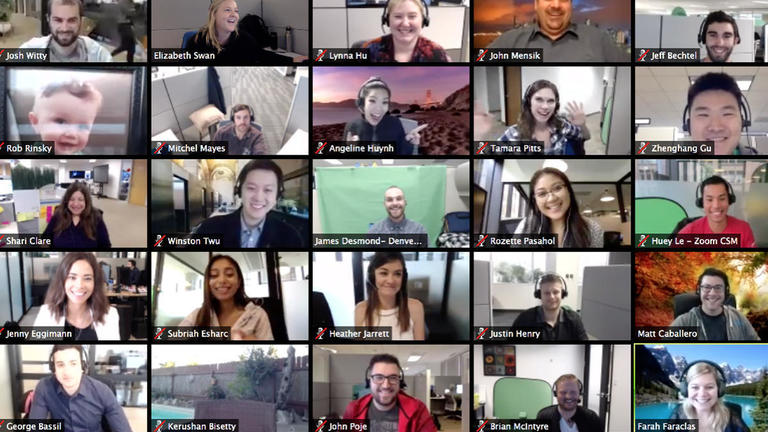 Josh Witty
Elizabeth Swan
Lynna Hu
John Mensik
Jeff Bechtel
Rob Rinsky
Mitchel Mayes
Angeline Huynh
Tamara Pitts
Zhenghang Gu
Shari Clare
Winston Twu
James Desmond- Denve...
Rozette Pasahol
Huey Le - Zoom CSM
Jenny Eggimann
Subriah Esharc
Heather Jarrett
Justin Henry
Matt Caballero
George Bassil
Kerushan Bisetty
John Poje
Brian McIntyre
Farah Faraclas